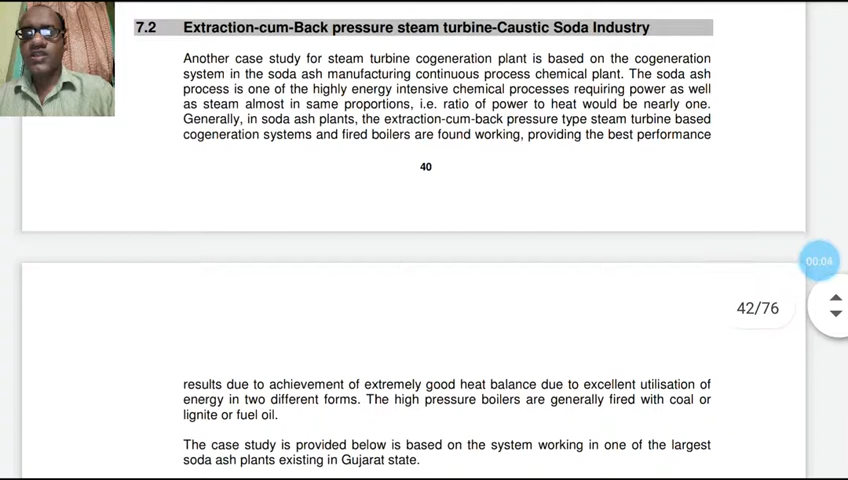 7.2 Extraction-cum-Back pressure steam turbine-Caustic Soda Industry
Another case study for steam turbine cogeneration plant is based on the cogeneration
system in the soda ash manufacturing continuous process chemical plant. The soda ash
process is one of the highly energy intensive chemical processes requiring power as well
as steam almost in same proportions, i.e. ratio of power to heat would be nearly one.
Generally, in soda ash plants, the extraction-cum-back pressure type steam turbine based
cogeneration systems and fired boilers are found working, providing the best performance
40
00:04
42/76
results due to achievement of extremely good heat balance due to excellent utilisation of
energy in two different forms. The high pressure boilers are generally fired with coal or
lignite or fuel oil.
The case study is provided below is based on the system working in one of the largest
soda ash plants existing in Gujarat state.